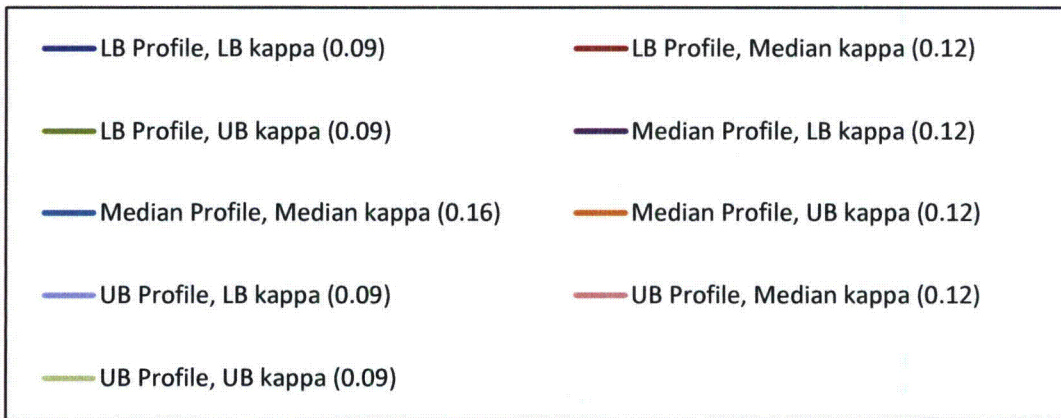 LB Profile, LB kappa (0.09)
LB Profile, Median kappa (0.12)
LB Profile, UB kappa (0.09)
Median Profile, LB kappa (0.12)
Median Profile, Median kappa (0.16)
Median Profile, UB kappa (0.12)
UB Profile, LB kappa (0.09)
UB Profile, Median kappa (0.12)
UB Profile, UB kappa (0.09)